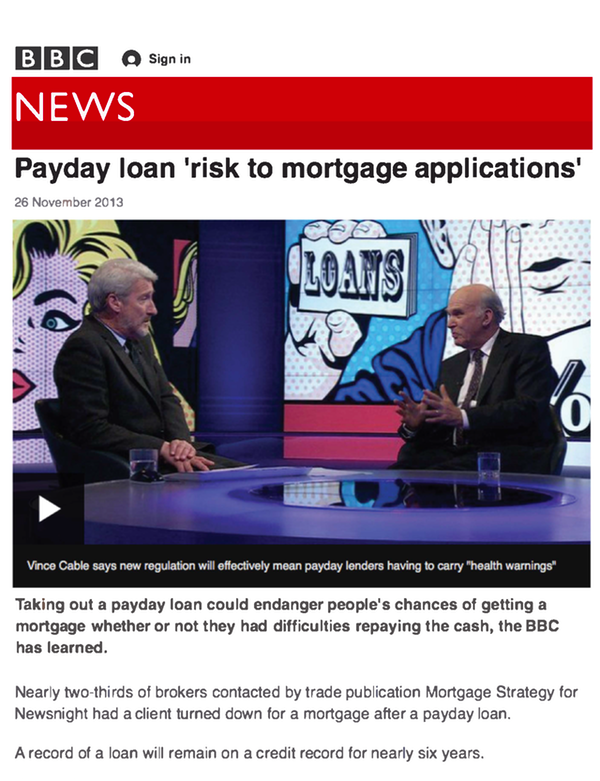 BBC Sign in
NEWS
Payday loan 'risk to mortgage applications'
26 November 2013
LOANS
%
Vince Cable says new regulation will effectively mean payday lenders having to carry "health warnings"
Taking out a payday loan could endanger people's chances of getting a
mortgage whether or not they had difficulties repaying the cash, the BBC
has learned.
Nearly two-thirds of brokers contacted by trade publication Mortgage Strategy for
Newsnight had a client turned down for a mortgage after a payday loan.
A record of a loan will remain on a credit record for nearly six years.